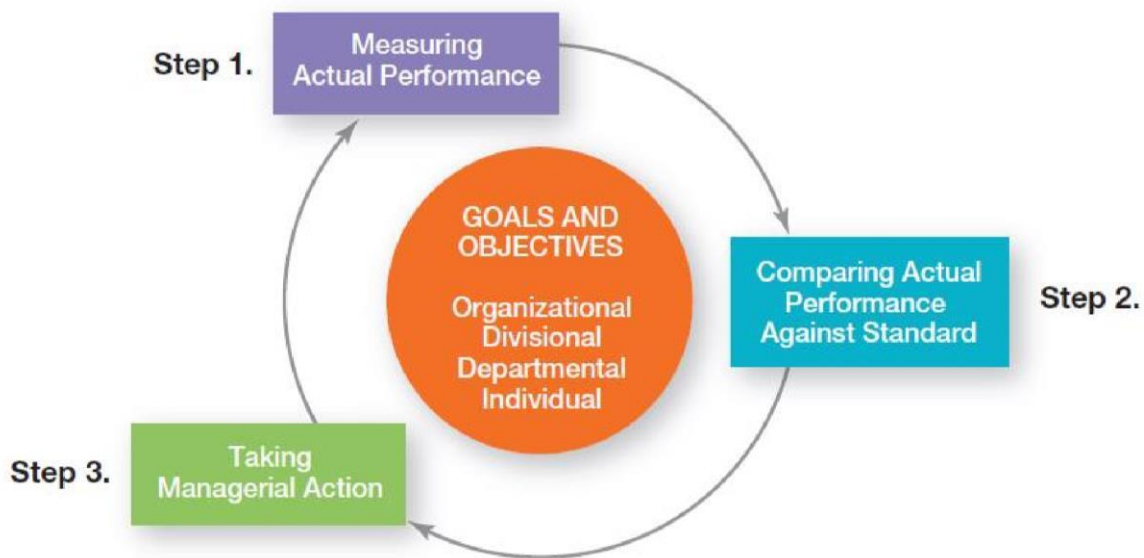 Step 1.
Measuring
Actual Performance
GOALS AND
OBJECTIVES
Organizational
Divisional
Departmental
Individual
Comparing Actual
Performance
Against Standard
Step 2.
Step 3.
Taking
Managerial Action